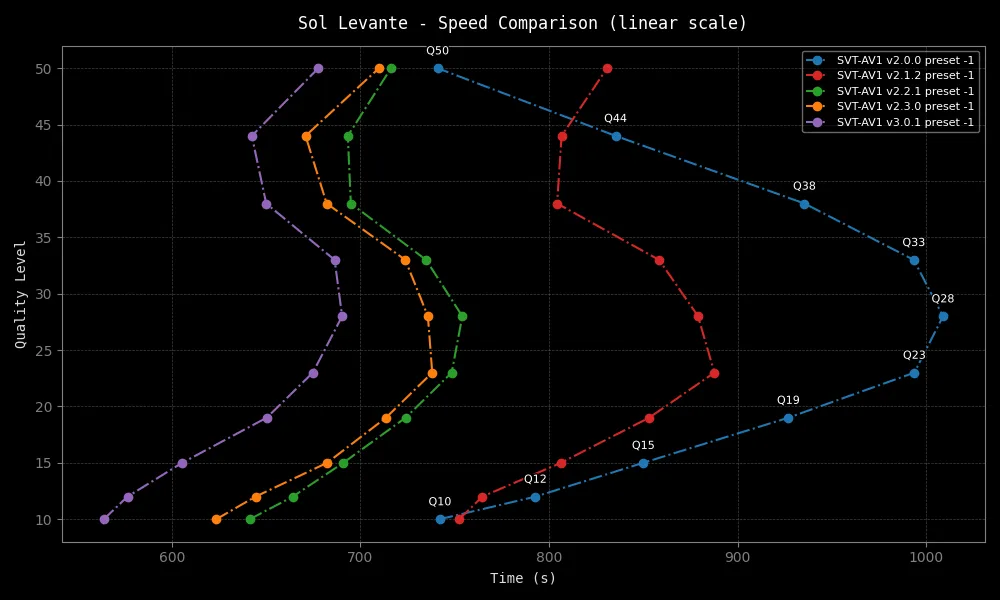 Sol Levante - Speed Comparison (linear scale)
SVT-AV1 v2.0.0 preset -1
SVT-AV1 v2.1.2 preset -1
SVT-AV1 v2.2.1 preset -1
SVT-AV1 v2.3.0 preset -1
SVT-AV1 v3.0.1 preset -1
Q50
Q44
Q38
Q33
Q28
Q23
Q19
Q15
Q12
Q10
Quality Level
50
45
40
35
30
25
20
15
10
600 700 800 900 1000
Time (s)